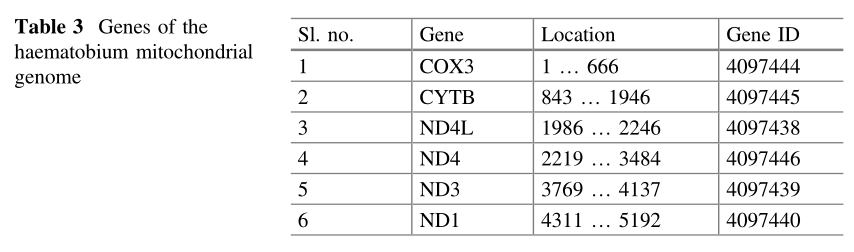 Table 3 Genes of the
haematobium mitochondrial
genome
Sl. no. Gene Location Gene ID
1 COX3 1 … 666 4097444
2 CYTB 843 … 1946 4097445
3 ND4L 1986 … 2246 4097438
4 ND4 2219 … 3484 4097446
5 ND3 3769 … 4137 4097439
6 ND1 4311 … 5192 4097440